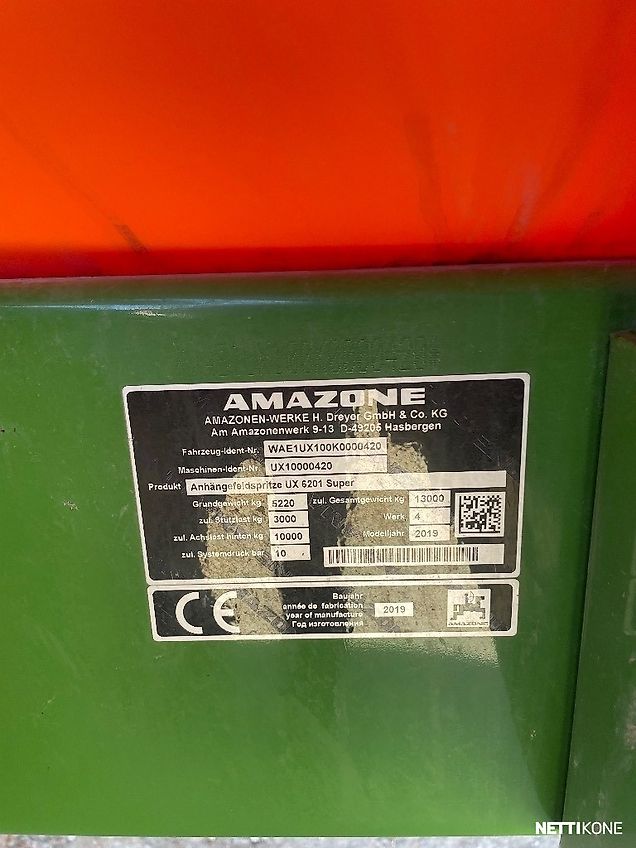 AMAZONE
AMAZONEN-WERKE H. Dreyer GmbH & Co. KG
Am Amazonenwerk 9-13 D-49205 Hasbergen
Fahrzeug-Ident-Nr. WAE1UX100K0000420
Maschinen-Ident-Nr. UX10000420
Produkt Anhängefeldspritze UX 6201 Super
Grundgewicht kg 5220 zul. Gesamtgewicht kg 13000
zul. Stützlast kg 3000 Werk 4
zul. Achslast hinten kg 10000 Modelljahr 2019
zul. Systemdruck bar 10
CE
Baujahr
année de fabrication
year of manufacture
Год изготовления
2019
AMAZONE
NETTIKONE